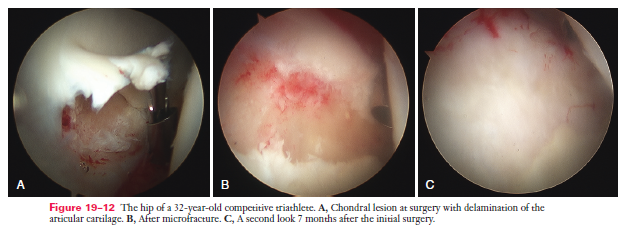 A
B
C
Figure 19–12 The hip of a 32-year-old competitive triathlete. A, Chondral lesion at surgery with delamination of the
articular cartilage. B, After microfracture. C, A second look 7 months after the initial surgery.